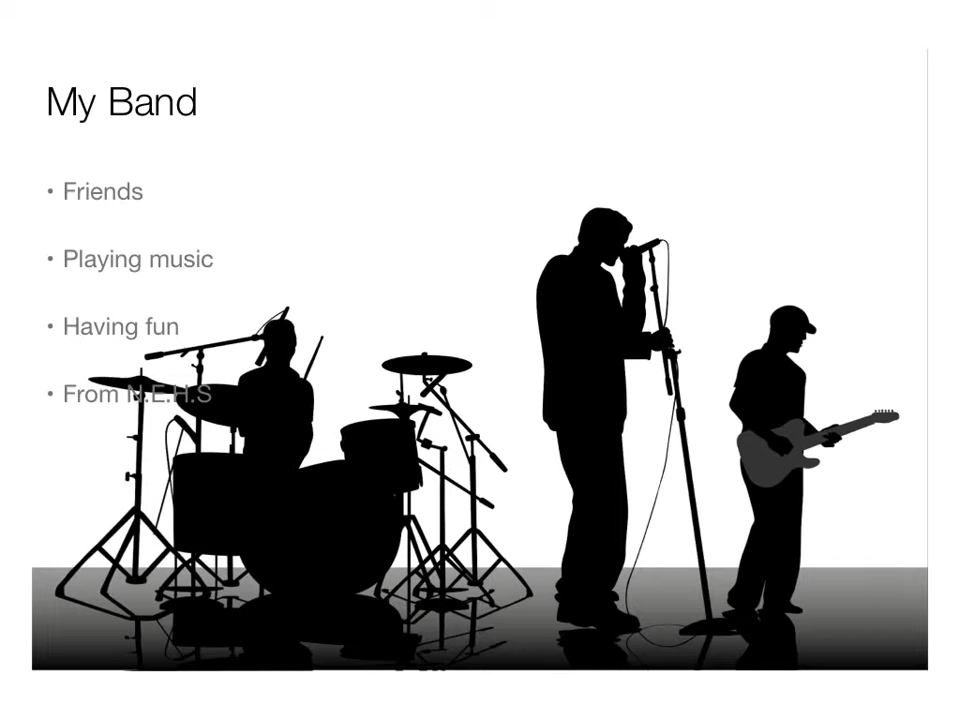 My Band
• Friends
• Playing music
• Having fun
• From N.E.H.S